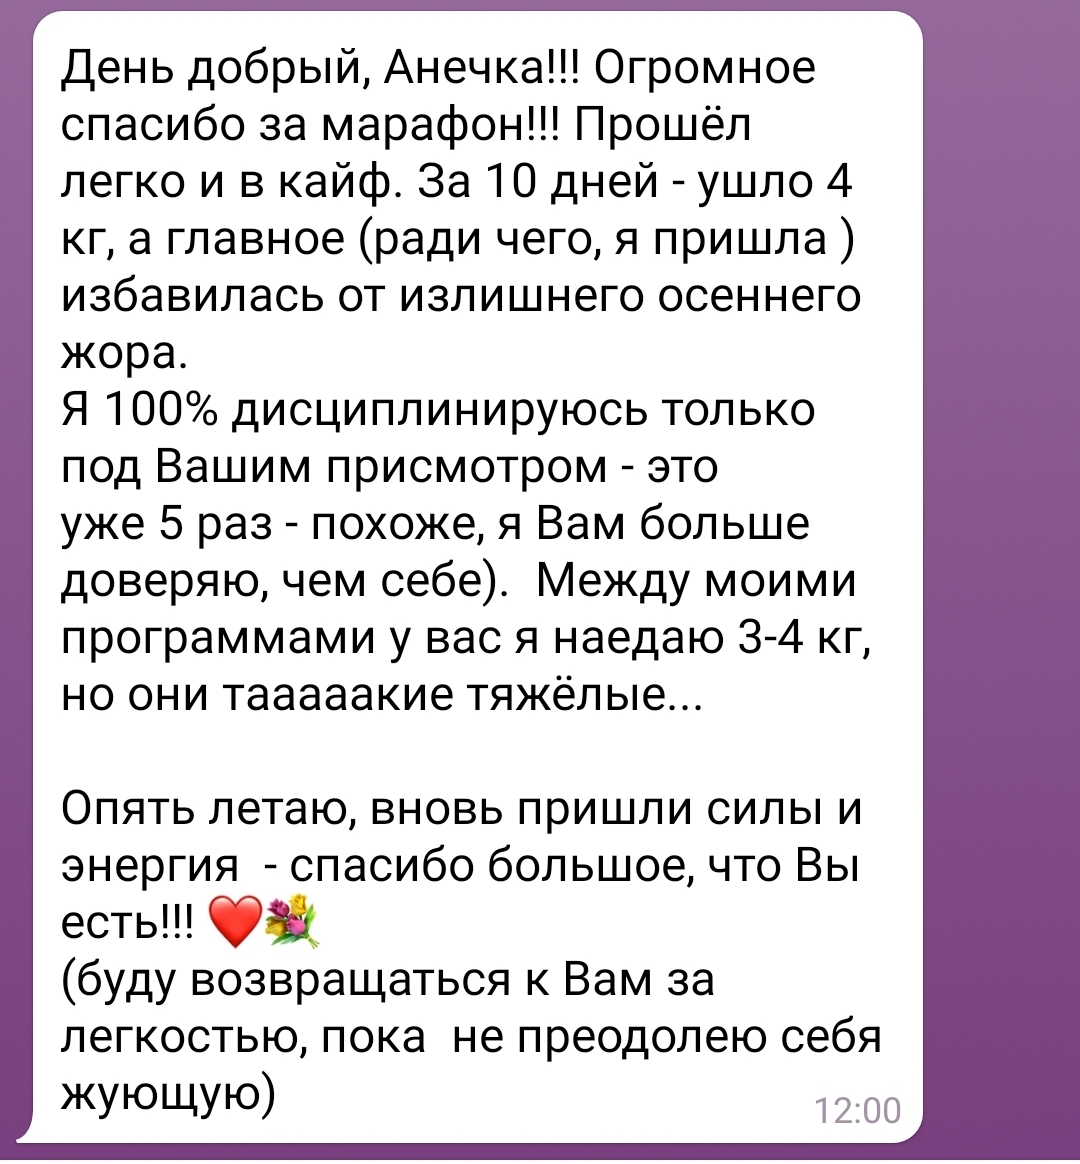 День добрый, Анечка!!! Огромное
спасибо за марафон!!! Прошёл
легко и в кайф. За 10 дней - ушло 4
кг, а главное (ради чего, я пришла )
избавилась от излишнего осеннего
жора.
Я 100% дисциплинируюсь только
под Вашим присмотром - это
уже 5 раз - похоже, я Вам больше
доверяю, чем себе).  Между моими
программами у вас я наедаю 3-4 кг,
но они тааааакие тяжёлые...
Опять летаю, вновь пришли силы и
энергия  - спасибо большое, что Вы
есть!!! ❤️💐
(буду возвращаться к Вам за
легкостью, пока  не преодолею себя
жующую)
12:00